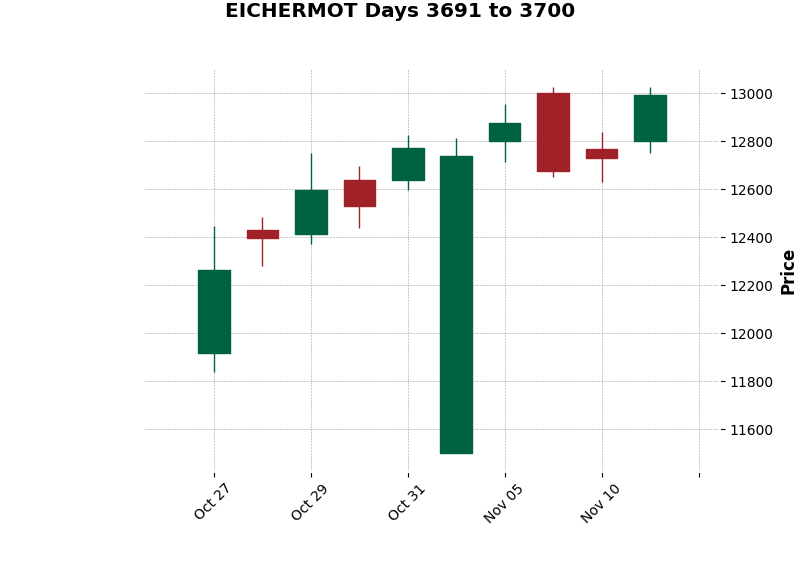 EICHERMOT Days 3691 to 3700
13000
12800
12600
12400
12200
12000
11800
11600
Price
Oct 27
Oct 29
Oct 31
Nov 05
Nov 10